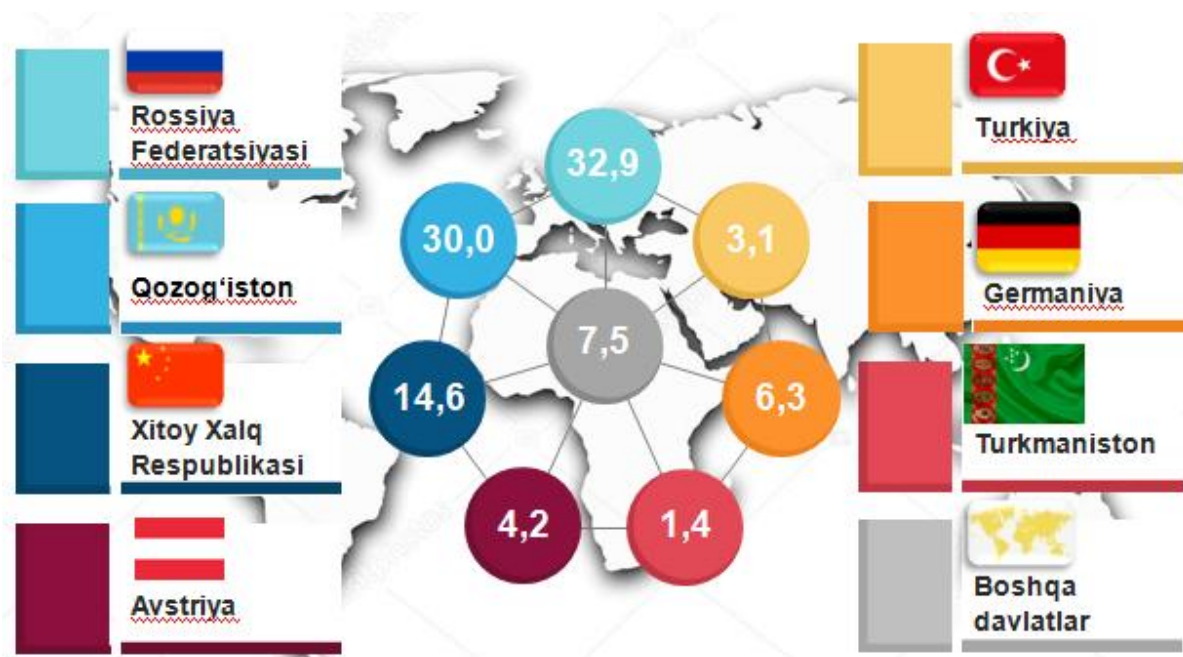 Rossiya
Federatsiyasi
Qozog‘iston
Xitoy Xalq
Respublikasi
Avstriya
32,9
30,0
3,1
7,5
14,6
6,3
4,2
1,4
Turkiya
Germaniya
Turkmaniston
Boshqa
davlatlar